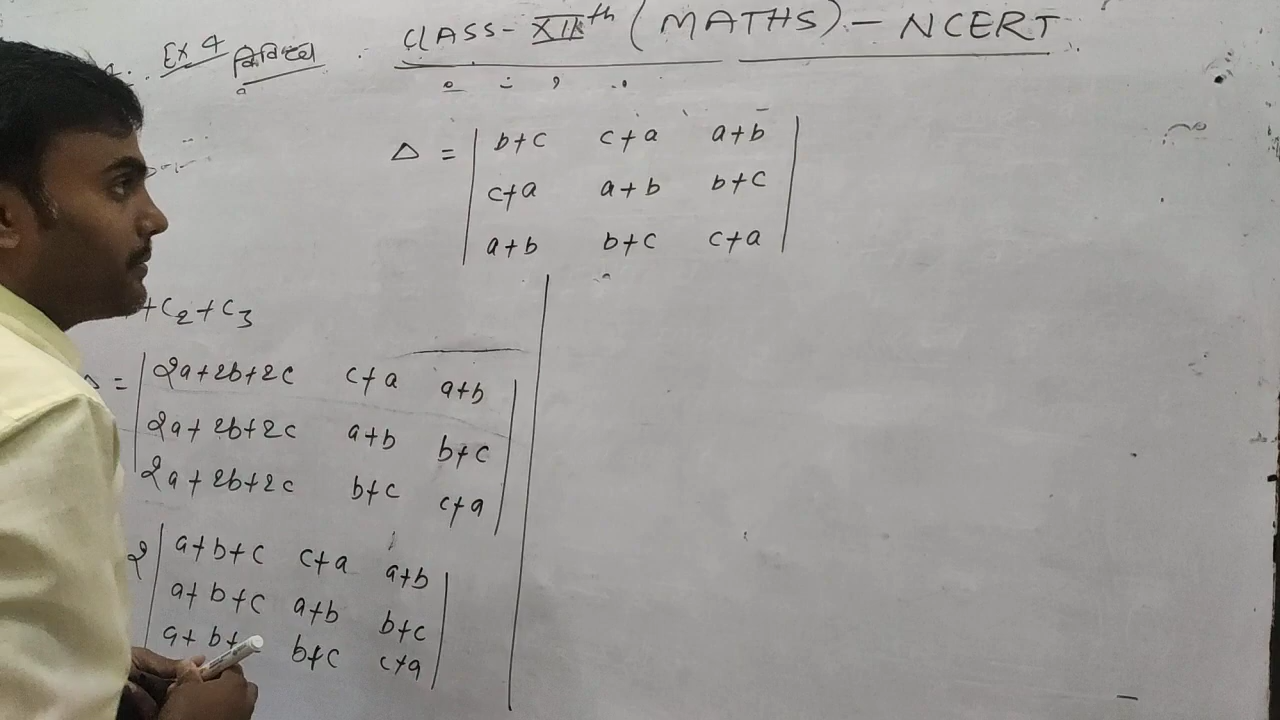 Ex 4 विविध CLASS-XIIth (MATHS) - NCERT
Δ = | b+c c+a a+b |
c+a a+b b+c
a+b b+c c+a
+C2+C3
Δ = | 2a+2b+2c c+a a+b |
2a+2b+2c a+b b+c
2a+2b+2c b+c c+a
2 | a+b+c c+a a+b |
a+b+c a+b b+c
a+b+ b+c c+a